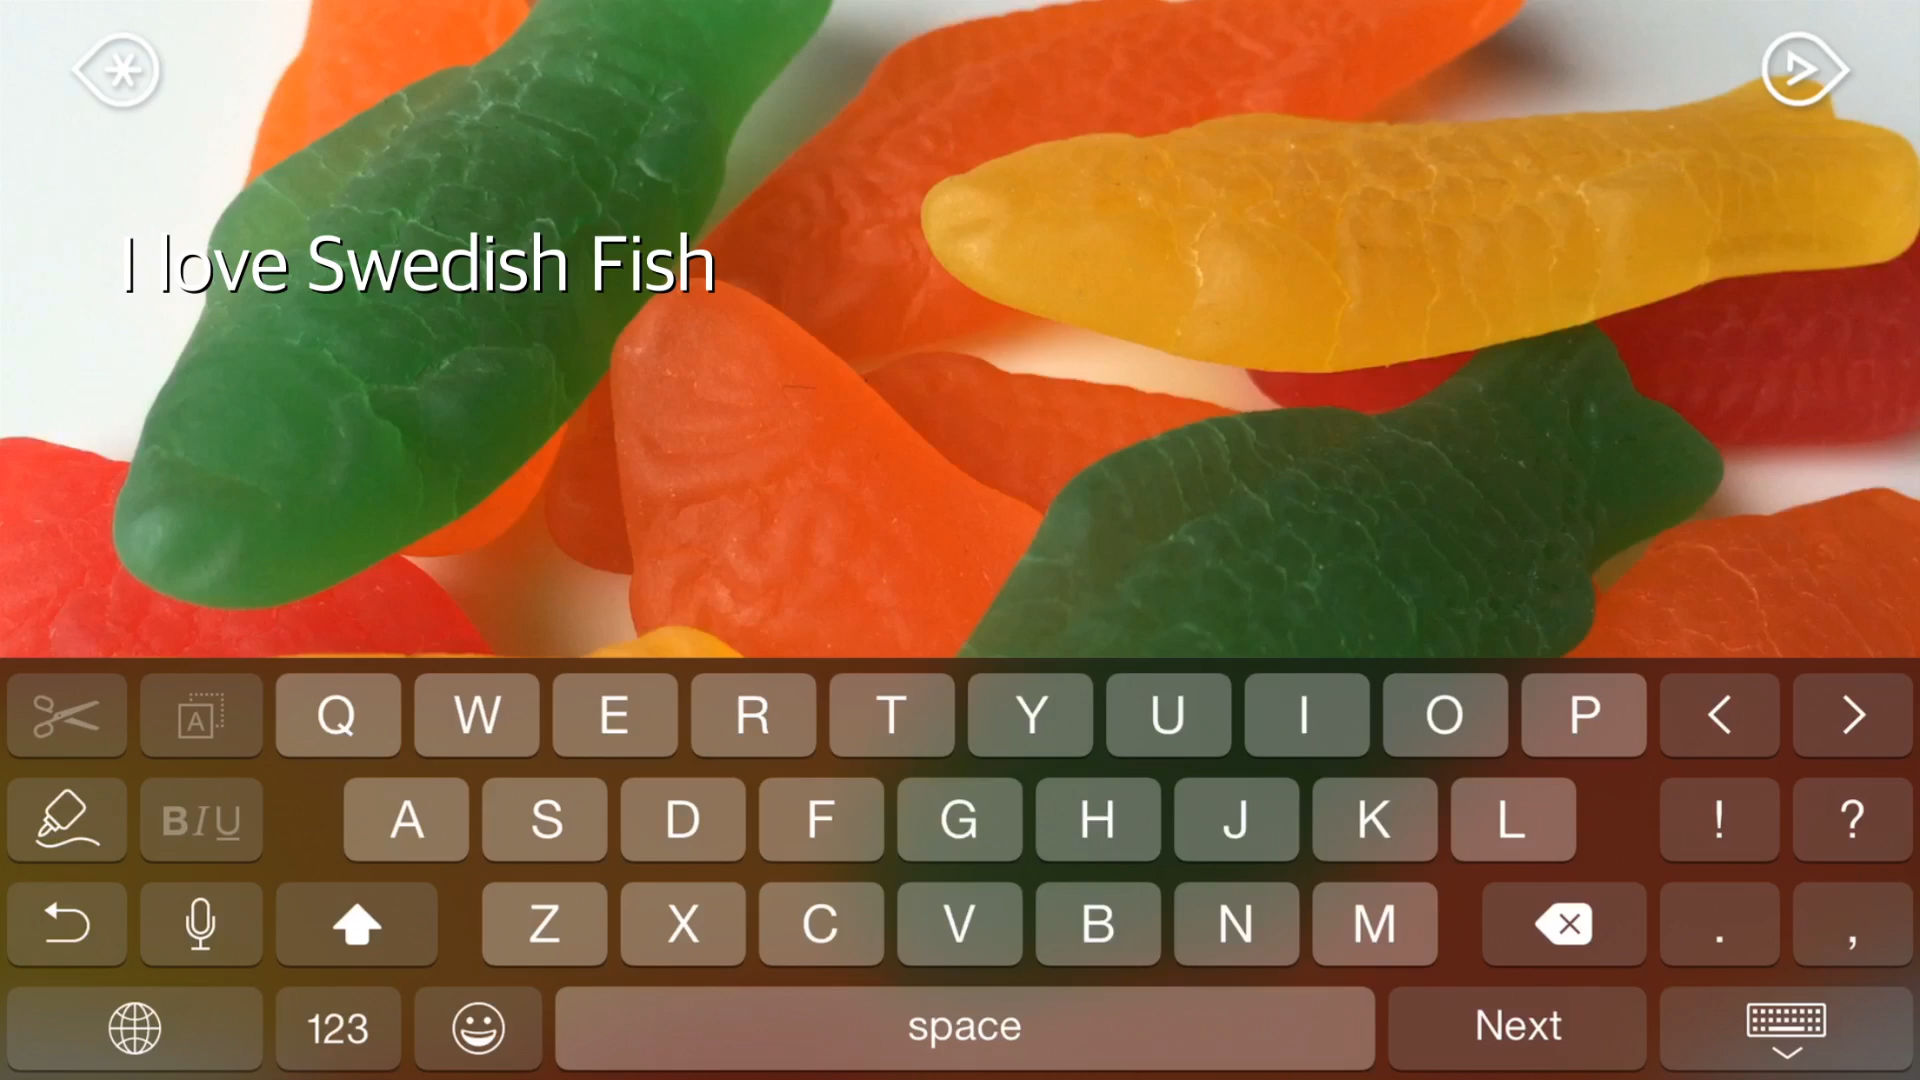 I love Swedish Fish
Q W E R T Y U I O P < >
B I U A S D F G H J K L ! ?
Z X C V B N M . ,
123 space Next